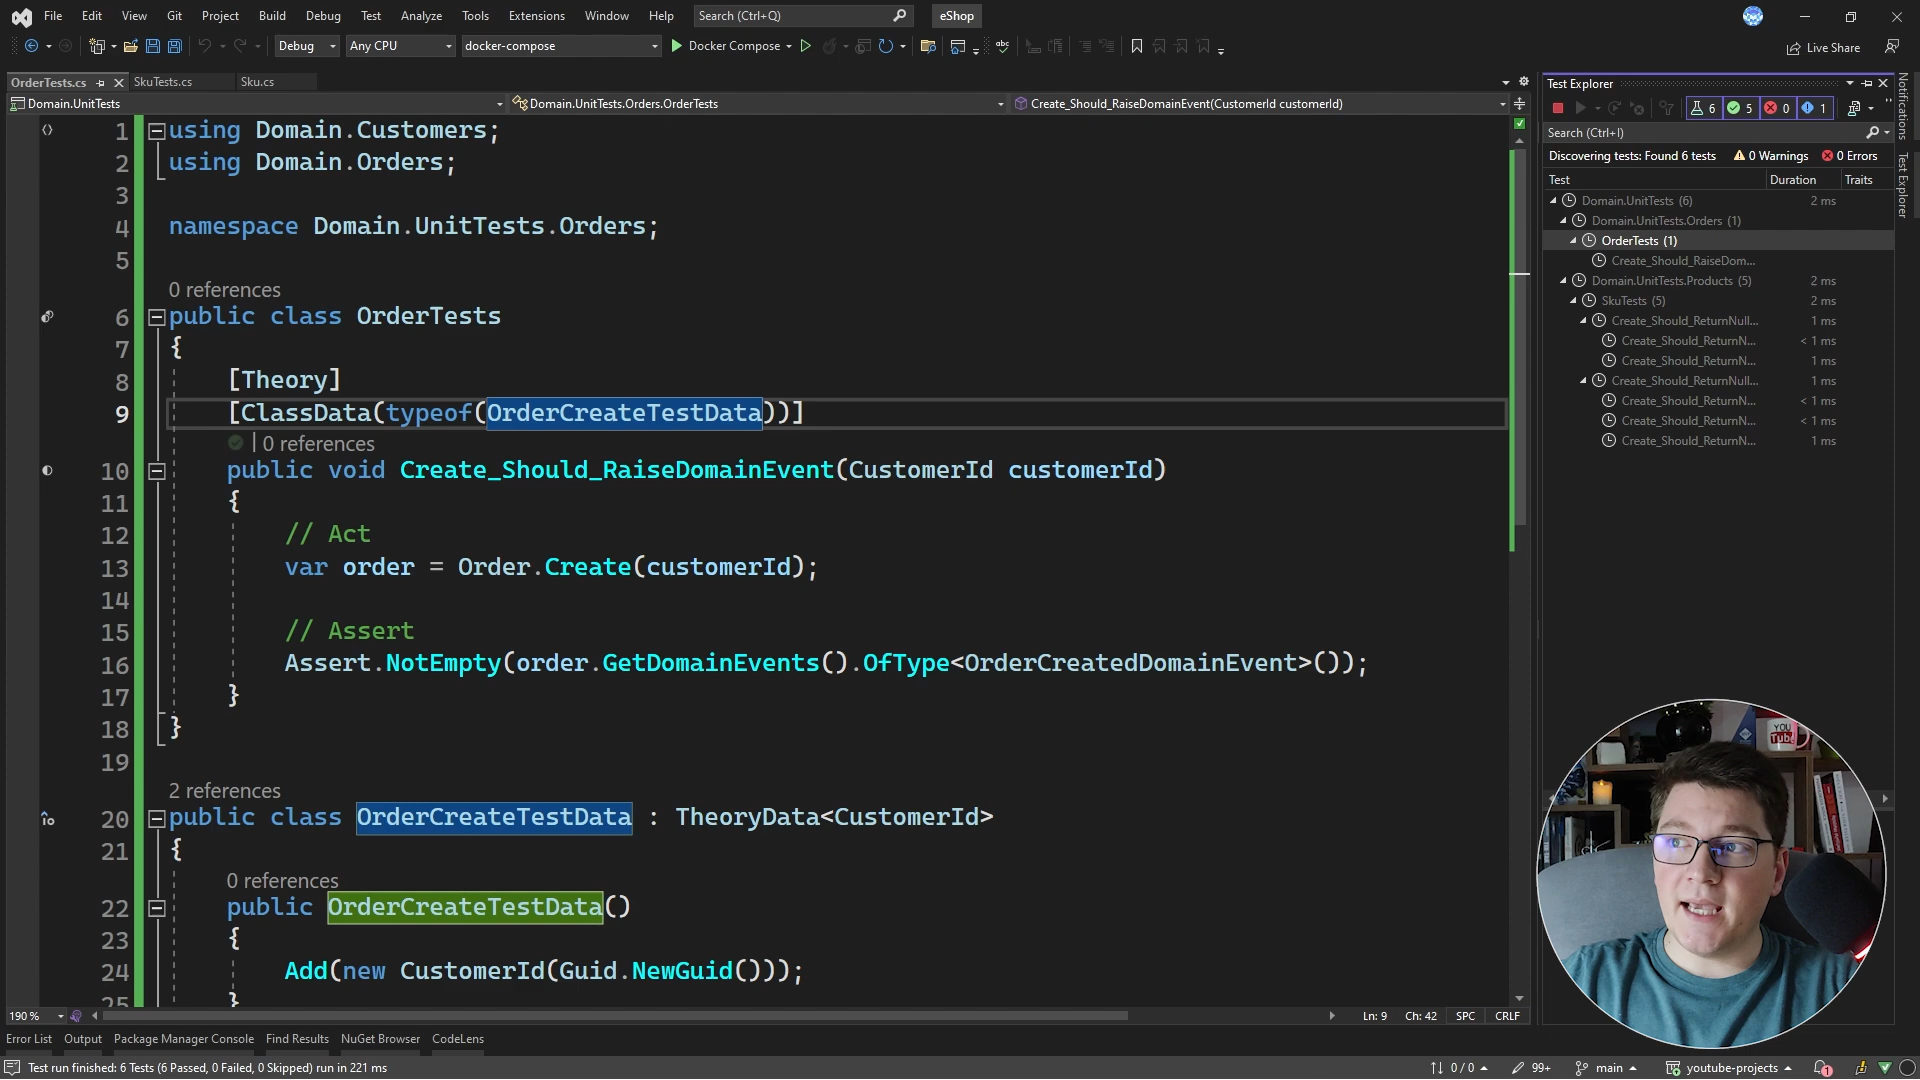 File Edit View Git Project Build Debug Test Analyze Tools Extensions Window Help Search (Ctrl+Q) eShop
Debug Any CPU docker-compose Docker Compose Live Share
OrderTests.cs SkuTests.cs Sku.cs
Domain.UnitTests Domain.UnitTests.Orders.OrderTests Create_Should_RaiseDomainEvent(CustomerId customerId)
1 using Domain.Customers;
2 using Domain.Orders;
3
4 namespace Domain.UnitTests.Orders;
5
0 references
6 public class OrderTests
7 {
8 [Theory]
9 [ClassData(typeof(OrderCreateTestData))]
| 0 references
10 public void Create_Should_RaiseDomainEvent(CustomerId customerId)
11 {
12 // Act
13 var order = Order.Create(customerId);
14
15 // Assert
16 Assert.NotEmpty(order.GetDomainEvents().OfType<OrderCreatedDomainEvent>());
17 }
18 }
19
2 references
20 public class OrderCreateTestData : TheoryData<CustomerId>
21 {
0 references
22 public OrderCreateTestData()
23 {
24 Add(new CustomerId(Guid.NewGuid()));
25 }
190 % Ln: 9 Ch: 42 SPC CRLF
Test Explorer
6 5 0 1
Search (Ctrl+I)
Discovering tests: Found 6 tests 0 Warnings 0 Errors
Test Duration Traits
Domain.UnitTests (6) 2 ms
Domain.UnitTests.Orders (1)
OrderTests (1)
Create_Should_RaiseDom...
Domain.UnitTests.Products (5) 2 ms
SkuTests (5) 2 ms
Create_Should_ReturnNull... 1 ms
Create_Should_ReturnN... < 1 ms
Create_Should_ReturnN... 1 ms
Create_Should_ReturnNull... 1 ms
Create_Should_ReturnN... < 1 ms
Create_Should_ReturnN... < 1 ms
Create_Should_ReturnN... 1 ms
Notifications
Test Explorer
YOU
Tube
Error List Output Package Manager Console Find Results NuGet Browser CodeLens
Test run finished: 6 Tests (6 Passed, 0 Failed, 0 Skipped) run in 221 ms 0 / 0 99+ main youtube-projects 1